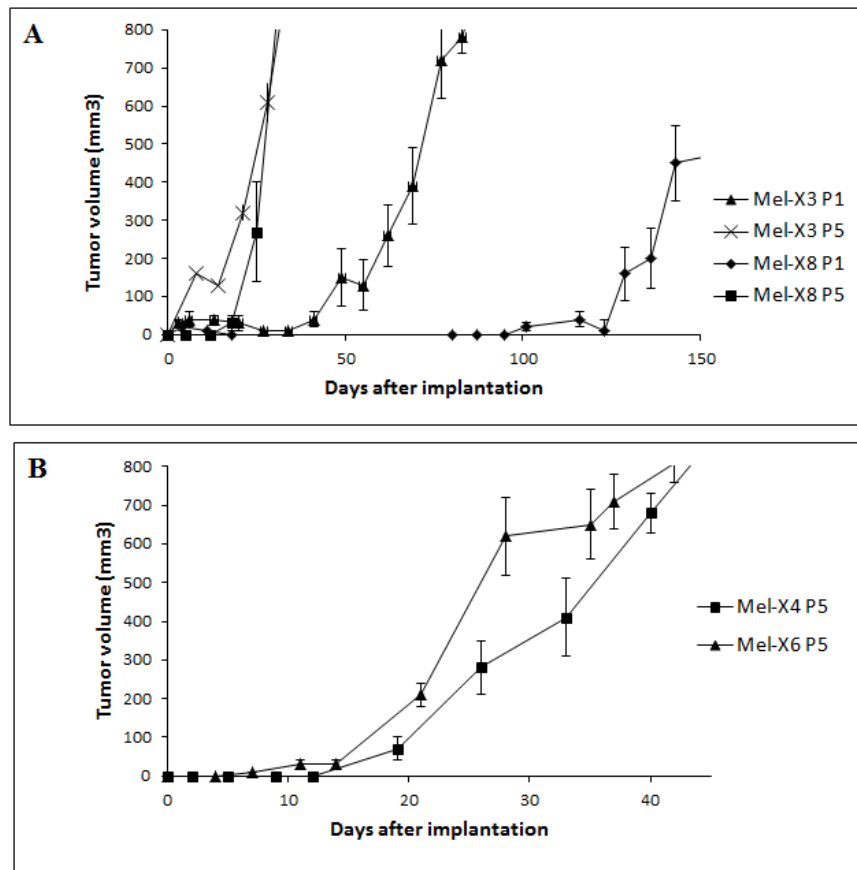 A
Tumor volume (mm3)
800
700
600
500
400
300
200
100
0
0
50
100
150
Days after implantation
Mel-X3 P1
Mel-X3 P5
Mel-X8 P1
Mel-X8 P5
B
Tumor volume (mm3)
800
700
600
500
400
300
200
100
0
0
10
20
30
40
Days after implantation
Mel-X4 P5
Mel-X6 P5